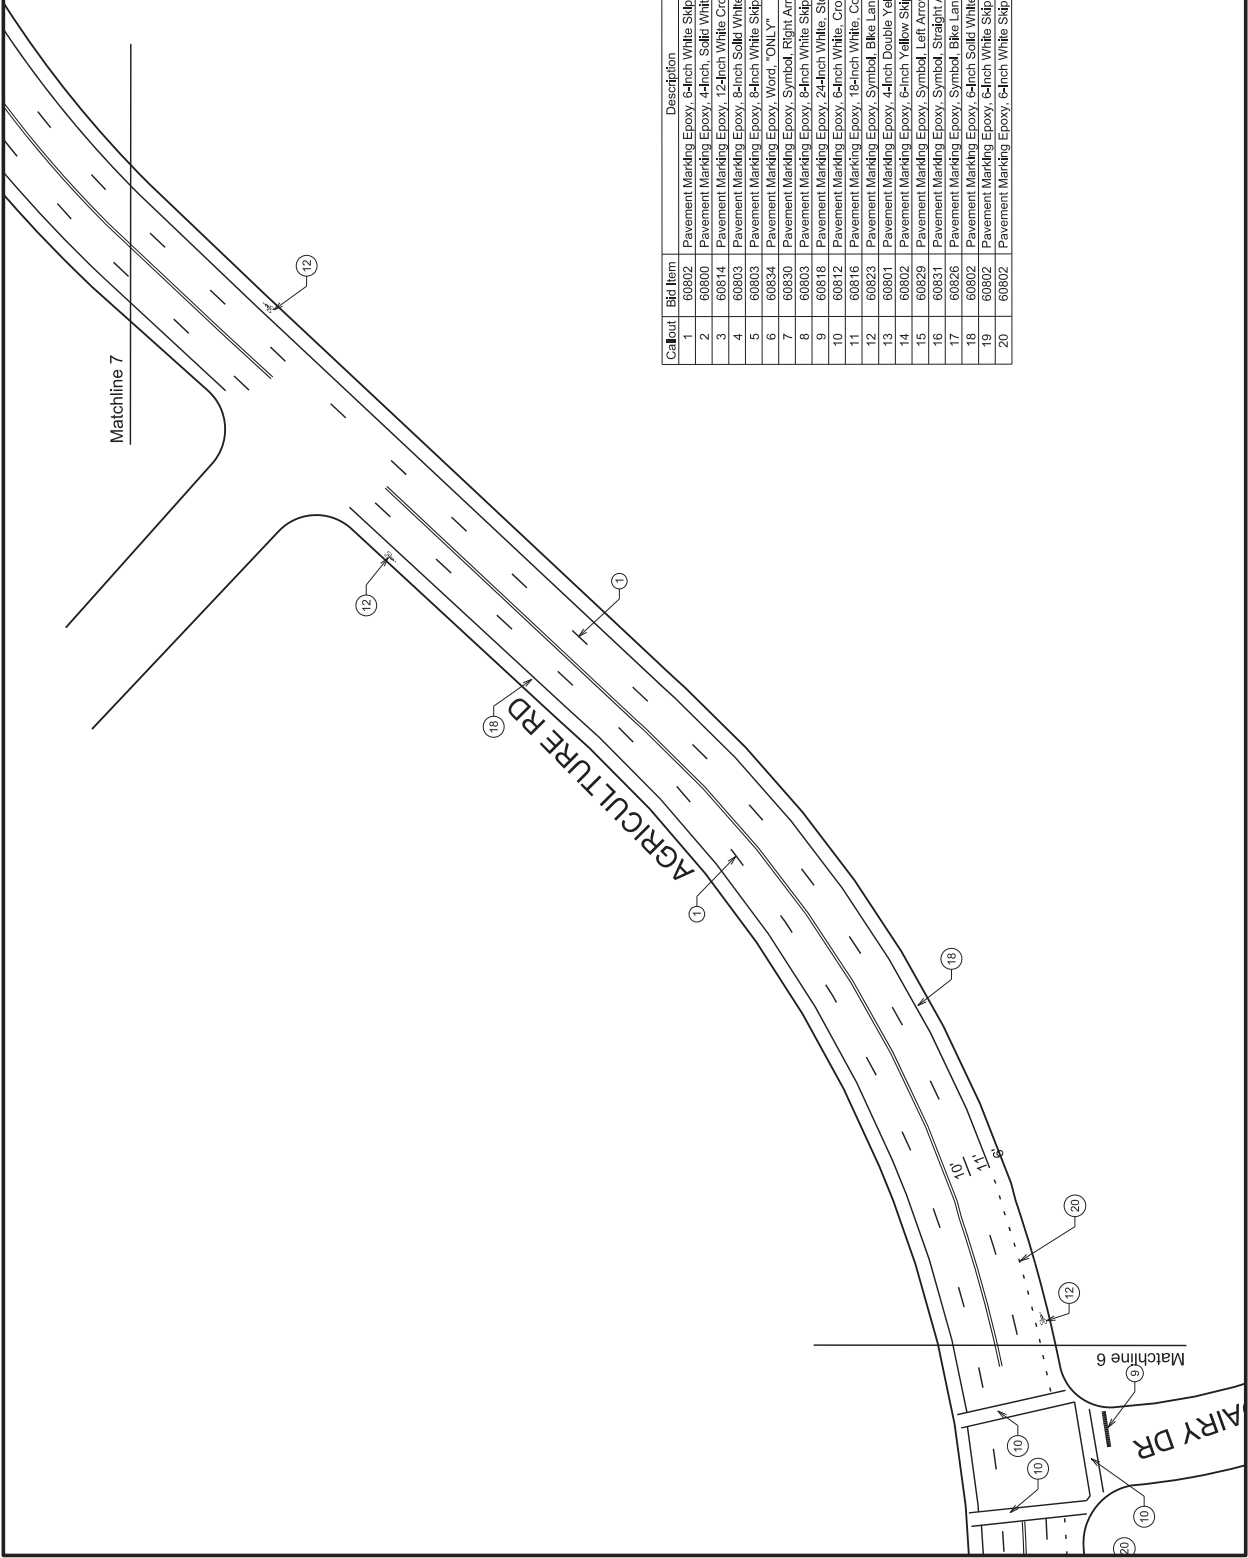 Matchline 7
12
12
1
18
AGRICULTURE RD
1
18
10'
11'
6'
20
12
Matchline 6
9
10
10
10
20
AIRY DR
Callout Bid Item Description
1 60802 Pavement Marking Epoxy, 6-Inch White Skip
2 60800 Pavement Marking Epoxy, 4-Inch, Solid Whit
3 60814 Pavement Marking Epoxy, 12-Inch White Cro
4 60803 Pavement Marking Epoxy, 8-Inch Solid White
5 60803 Pavement Marking Epoxy, 8-Inch White Skip
6 60834 Pavement Marking Epoxy, Word, "ONLY"
7 60830 Pavement Marking Epoxy, Symbol, Right Arr
8 60803 Pavement Marking Epoxy, 8-Inch White Skip
9 60818 Pavement Marking Epoxy, 24-Inch White, Sto
10 60812 Pavement Marking Epoxy, 6-Inch White, Cro
11 60816 Pavement Marking Epoxy, 18-Inch White, Co
12 60823 Pavement Marking Epoxy, Symbol, Bike Lan
13 60801 Pavement Marking Epoxy, 4-Inch Double Yel
14 60802 Pavement Marking Epoxy, 6-Inch Yellow Skip
15 60829 Pavement Marking Epoxy, Symbol, Left Arro
16 60831 Pavement Marking Epoxy, Symbol, Straight A
17 60826 Pavement Marking Epoxy, Symbol, Bike Lan
18 60802 Pavement Marking Epoxy, 6-Inch Solid White
19 60802 Pavement Marking Epoxy, 6-Inch White Skip
20 60802 Pavement Marking Epoxy, 6-Inch White Skip